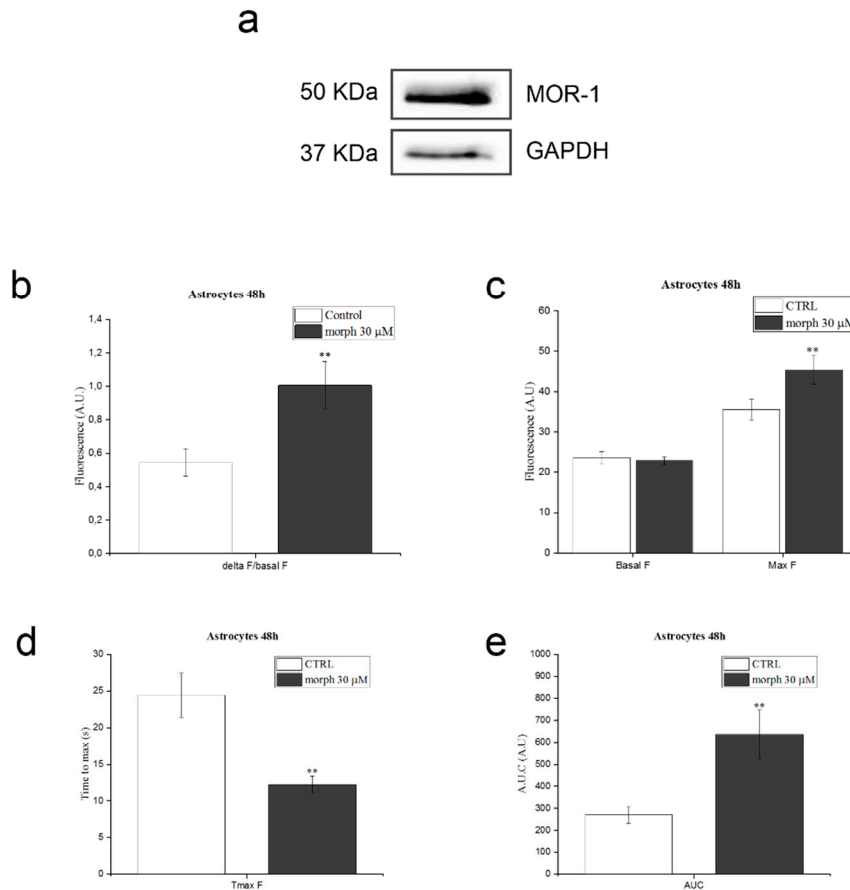 a
50 KDa
MOR-1
37 KDa
GAPDH
b
Astrocytes 48h
Control
morph 30 μM
**
Fluorescence (A.U.)
1,4
1,2
1,0
0,8
0,6
0,4
0,2
0,0
delta F/basal F
c
Astrocytes 48h
CTRL
morph 30 μM
**
Fluorescence (A.U)
60
50
40
30
20
10
0
Basal F
Max F
d
Astrocytes 48h
CTRL
morph 30 μM
**
Time to max (s)
30
25
20
15
10
5
0
Tmax F
e
Astrocytes 48h
CTRL
morph 30 μM
**
A.U.C (A.U)
1000
900
800
700
600
500
400
300
200
100
0
AUC